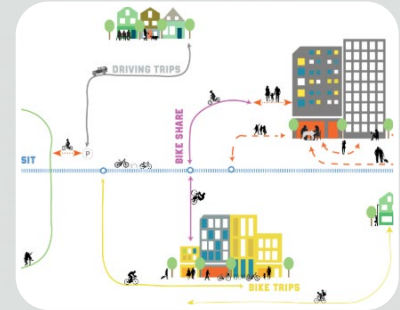 DRIVING TRIPS
BIKE SHARE
SIT
P
BIKE TRIPS